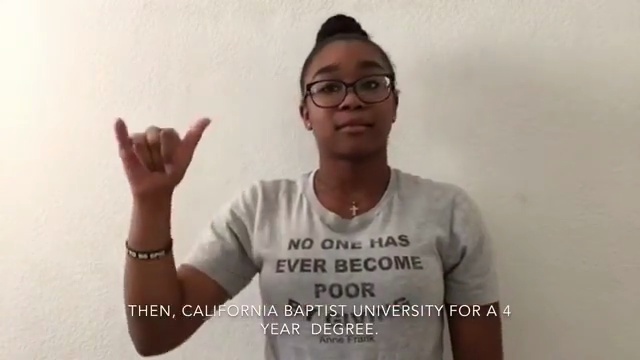 NO ONE HAS
EVER BECOME
POOR
THEN, CALIFORNIA BAPTIST UNIVERSITY FOR A 4
YEAR DEGREE.
Anne Frank